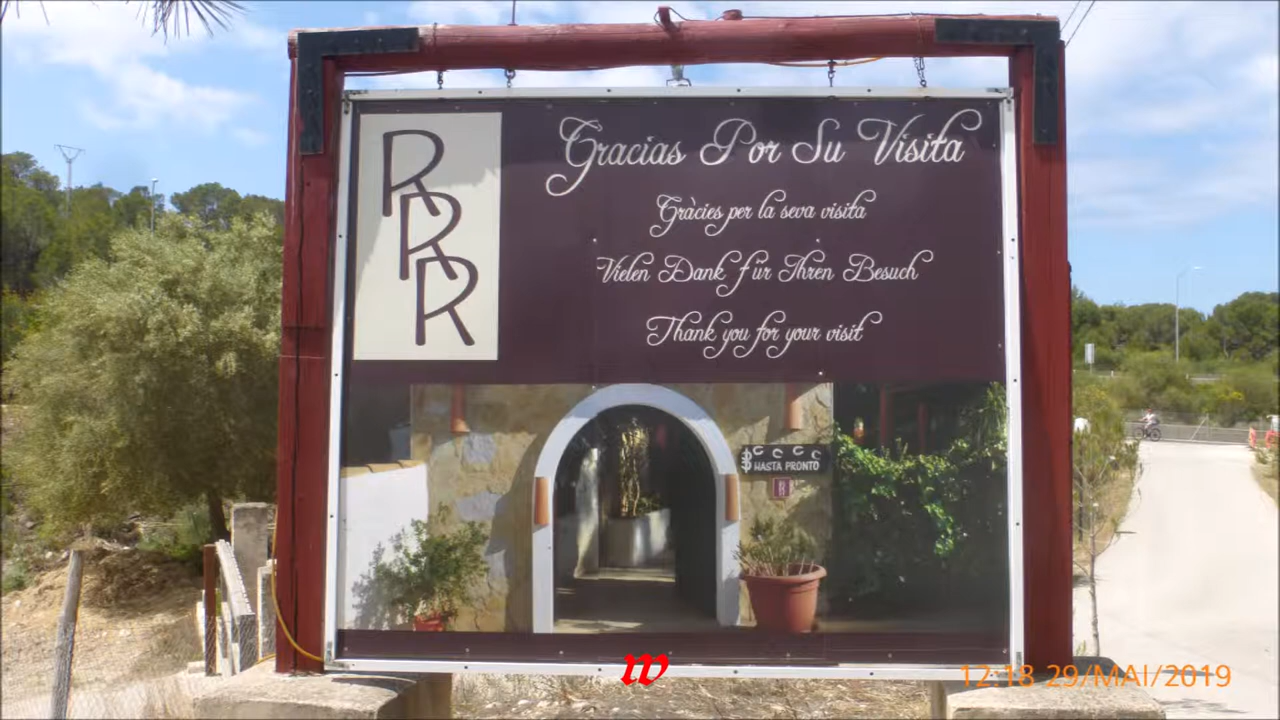 R
R
R
Gracias Por Su Visita
Gràcies per la seva visita
Vielen Dank für Ihren Besuch
Thank you for your visit
HASTA PRONTO
w
12:18 29/MAI/2019